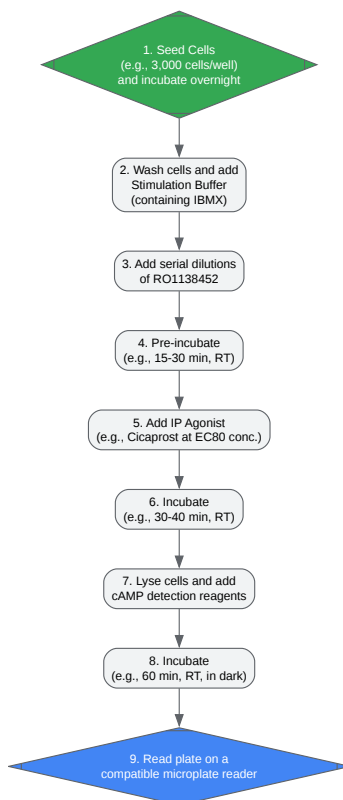 1. Seed Cells
(e.g., 3,000 cells/well)
and incubate overnight
2. Wash cells and add
Stimulation Buffer
(containing IBMX)
3. Add serial dilutions
of RO1138452
4. Pre-incubate
(e.g., 15-30 min, RT)
5. Add IP Agonist
(e.g., Cicaprost at EC80 conc.)
6. Incubate
(e.g., 30-40 min, RT)
7. Lyse cells and add
cAMP detection reagents
8. Incubate
(e.g., 60 min, RT, in dark)
9. Read plate on a
compatible microplate reader